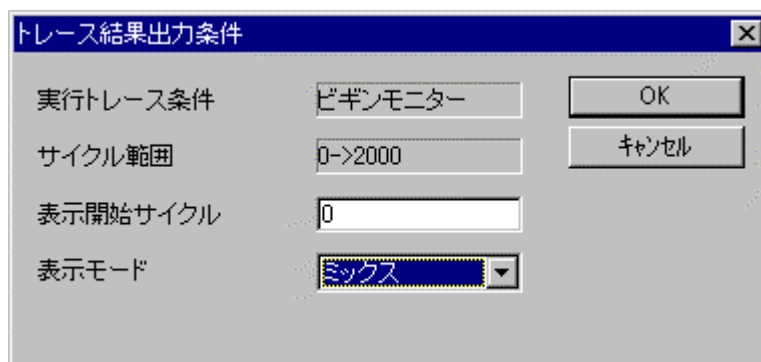 トレース結果出力条件
実行トレース条件 ビギンモニター OK
サイクル範囲 0->2000 キャンセル
表示開始サイクル 0
表示モード ミックス